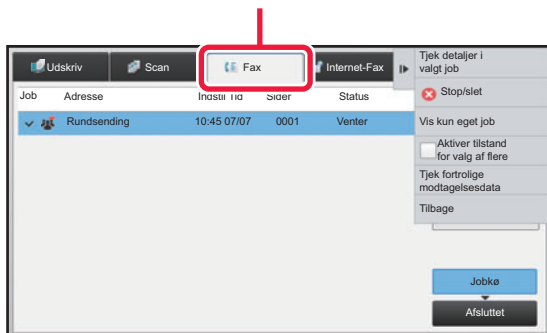 Udskriv
Scan
Fax
Internet-Fax
Job Adresse Indstil Tid Sider Status
Rundsending 10:45 07/07 0001 Venter
Tjek detaljer i
valgt job
Stop/slet
Vis kun eget job
Aktiver tilstand
for valg af flere
Tjek fortrolige
modtagelsesdata
Tilbage
Jobkø
Afsluttet